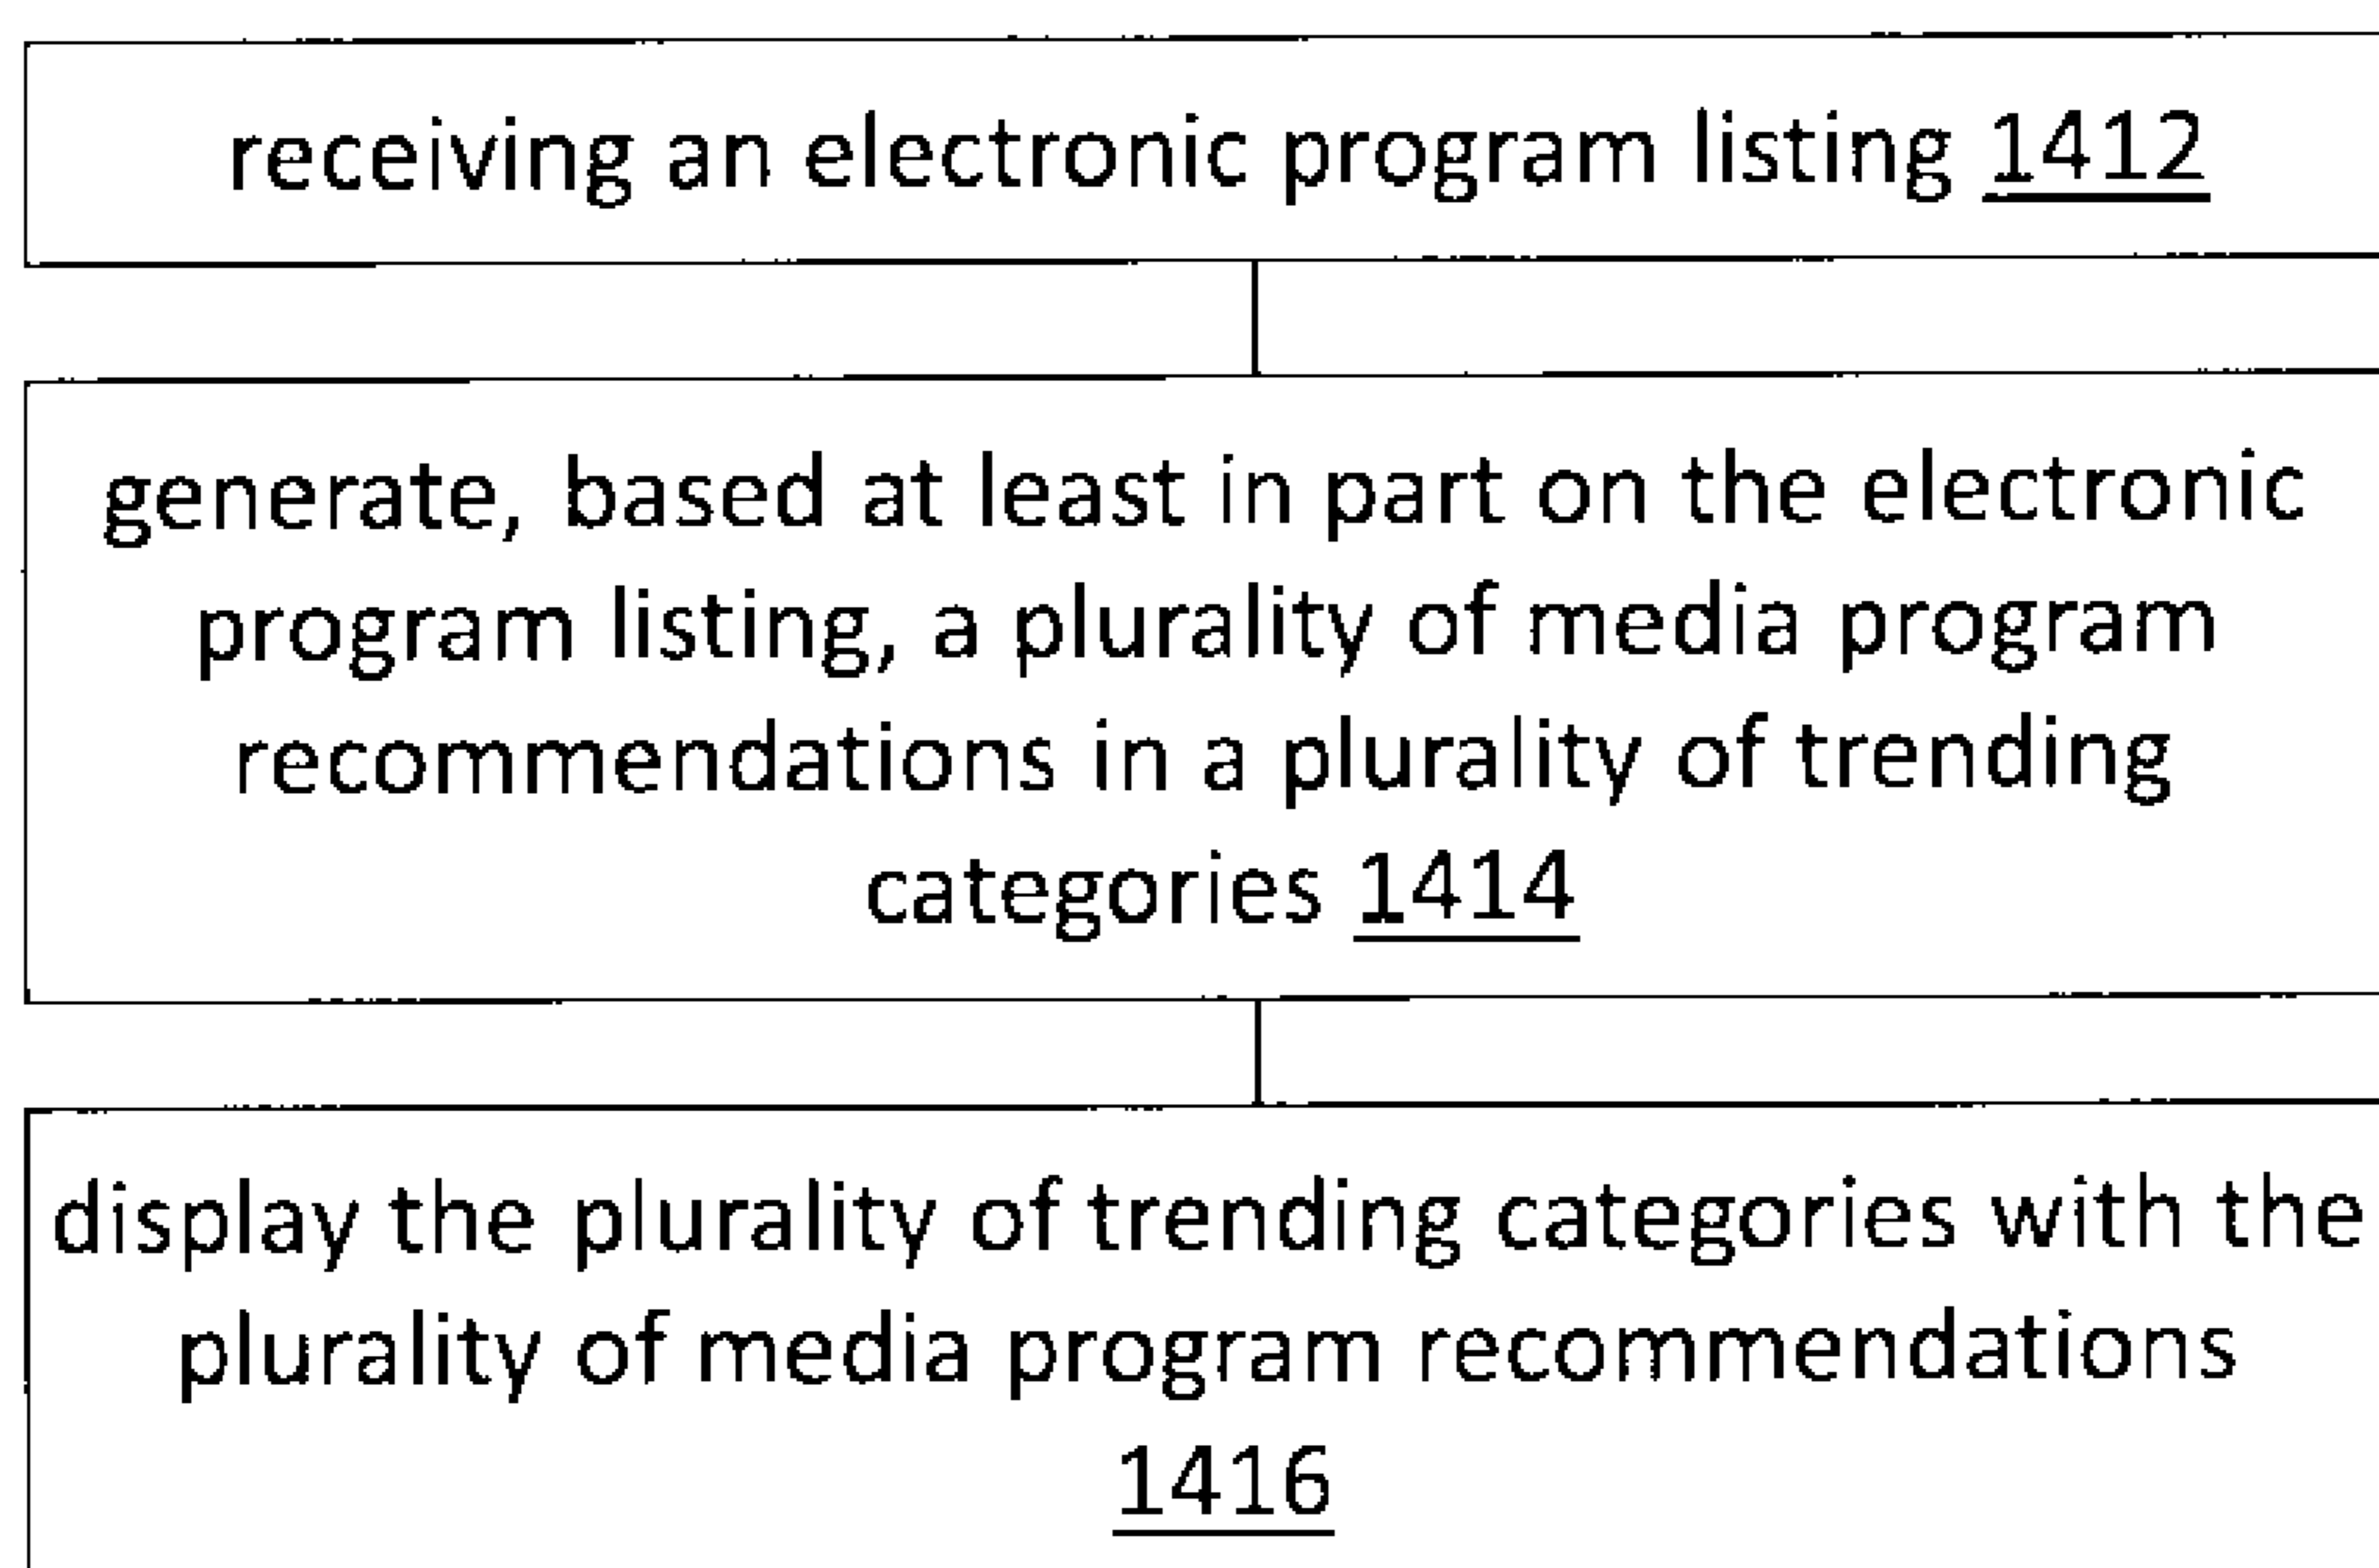 receiving an electronic program listing 1412
generate, based at least in part on the electronic
program listing, a plurality of media program
recommendations in a plurality of trending
categories 1414
display the plurality of trending categories with the
plurality of media program recommendations
1416